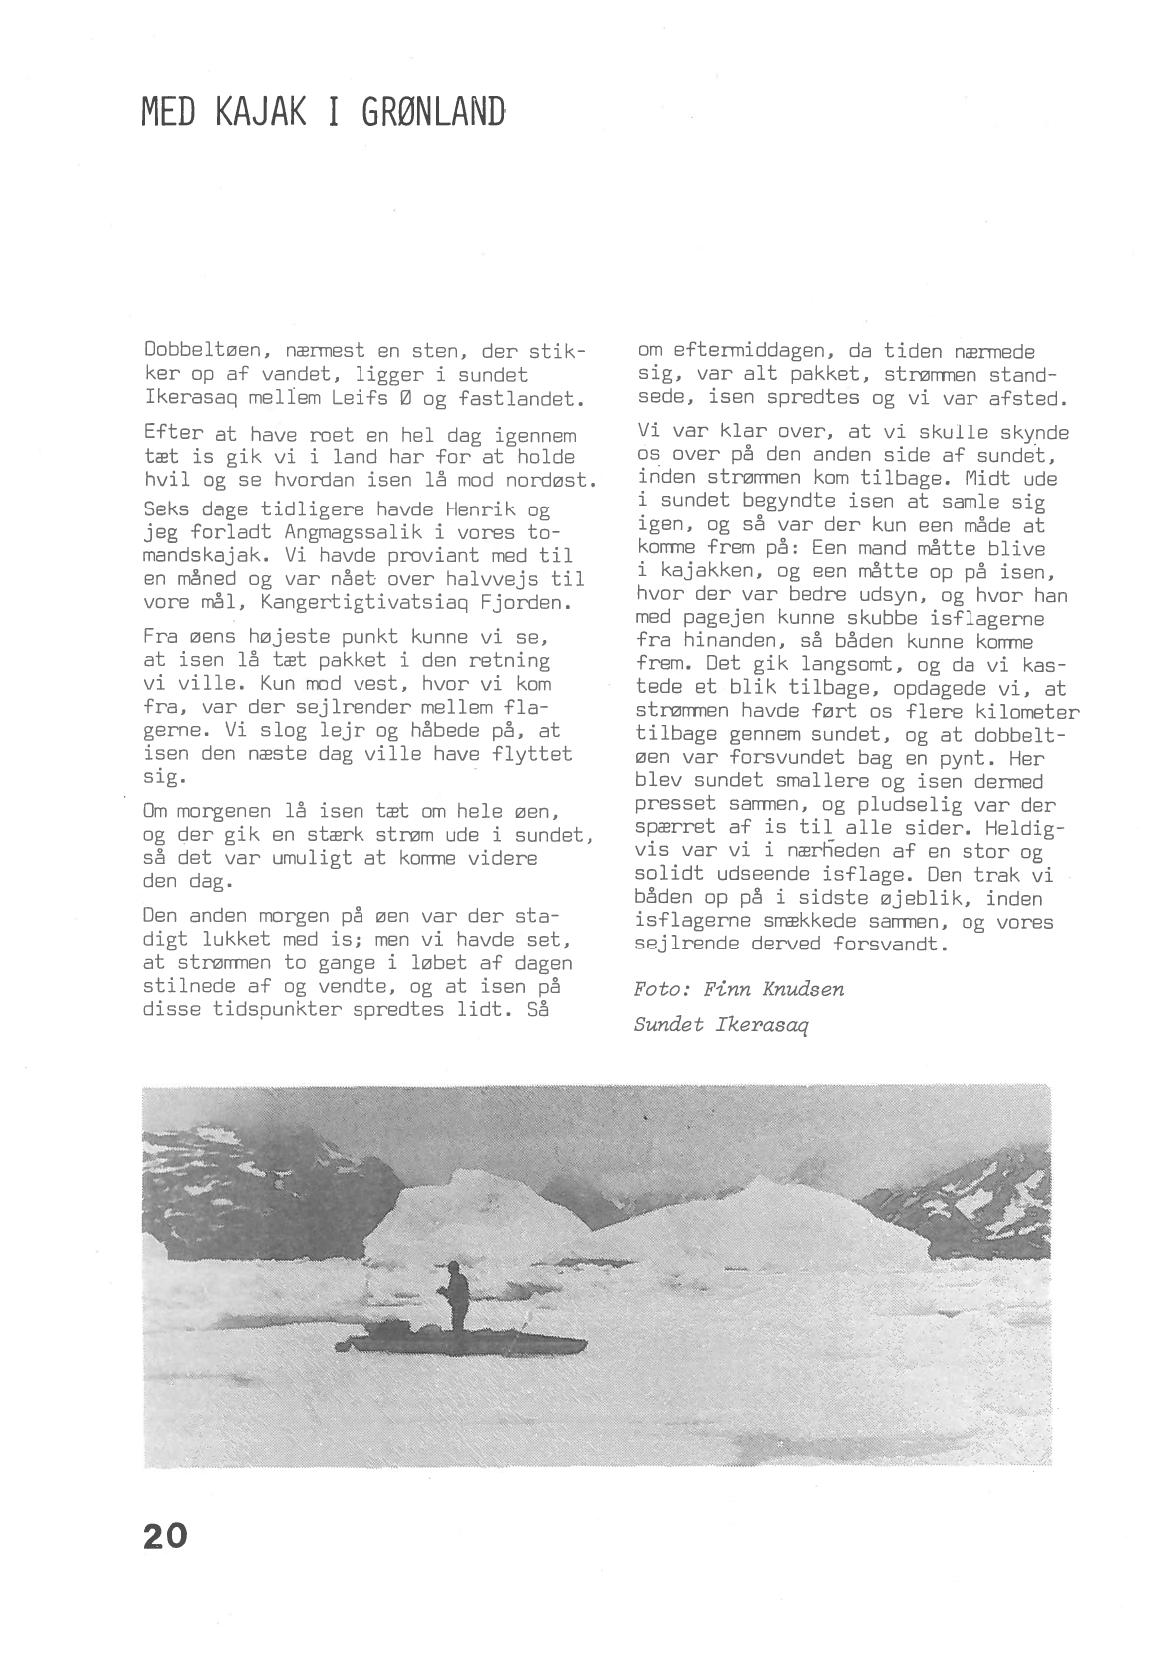 MED KAJAK I GRØNLAND
Dobbeltøen, nærmest en sten, der stik-
ker op af vandet, ligger i sundet
Ikerasaq mellem Leifs Ø og fastlandet.
Efter at have roet en hel dag igennem
tæt is gik vi i land har for at holde
hvil og se hvordan isen lå mod nordøst.
Seks dage tidligere havde Henrik og
jeg forladt Angmagssalik i vores to-
mandskajak. Vi havde proviant med til
en måned og var nået over halvvejs til
vore mål, Kangertigtivatsiaq Fjorden.
Fra øens højeste punkt kunne vi se,
at isen lå tæt pakket i den retning
vi ville. Kun mod vest, hvor vi kom
fra, var der sejlrender mellem fla-
gerne. Vi slog lejr og håbede på, at
isen den næste dag ville have flyttet
sig.
Om morgenen lå isen tæt om hele øen,
og der gik en stærk strøm ude i sundet,
så det var umuligt at komme videre
den dag.
Den anden morgen på øen var der sta-
digt lukket med is; men vi havde set,
at strømmen to gange i løbet af dagen
stilnede af og vendte, og at isen på
disse tidspunkter spredtes lidt. Så
om eftermiddagen, da tiden nærmede
sig, var alt pakket, strømmen stand-
sede, isen spredtes og vi var afsted.
Vi var klar over, at vi skulle skynde
os over på den anden side af sundet,
inden strømmen kom tilbage. Midt ude
i sundet begyndte isen at samle sig
igen, og så var der kun een måde at
komme frem på: Een mand måtte blive
i kajakken, og een måtte op på isen,
hvor der var bedre udsyn, og hvor han
med pagejen kunne skubbe isflagerne
fra hinanden, så båden kunne komme
frem. Det gik langsomt, og da vi kas-
tede et blik tilbage, opdagede vi, at
strømmen havde ført os flere kilometer
tilbage gennem sundet, og at dobbelt-
øen var forsvundet bag en pynt. Her
blev sundet smallere og isen dermed
presset sammen, og pludselig var der
spærret af is til alle sider. Heldig-
vis var vi i nærheden af en stor og
solidt udseende isflage. Den trak vi
båden op på i sidste øjeblik, inden
isflagerne smækkede sammen, og vores
sejlrende derved forsvandt.
Foto: Finn Knudsen
Sundet Ikerasaq
20